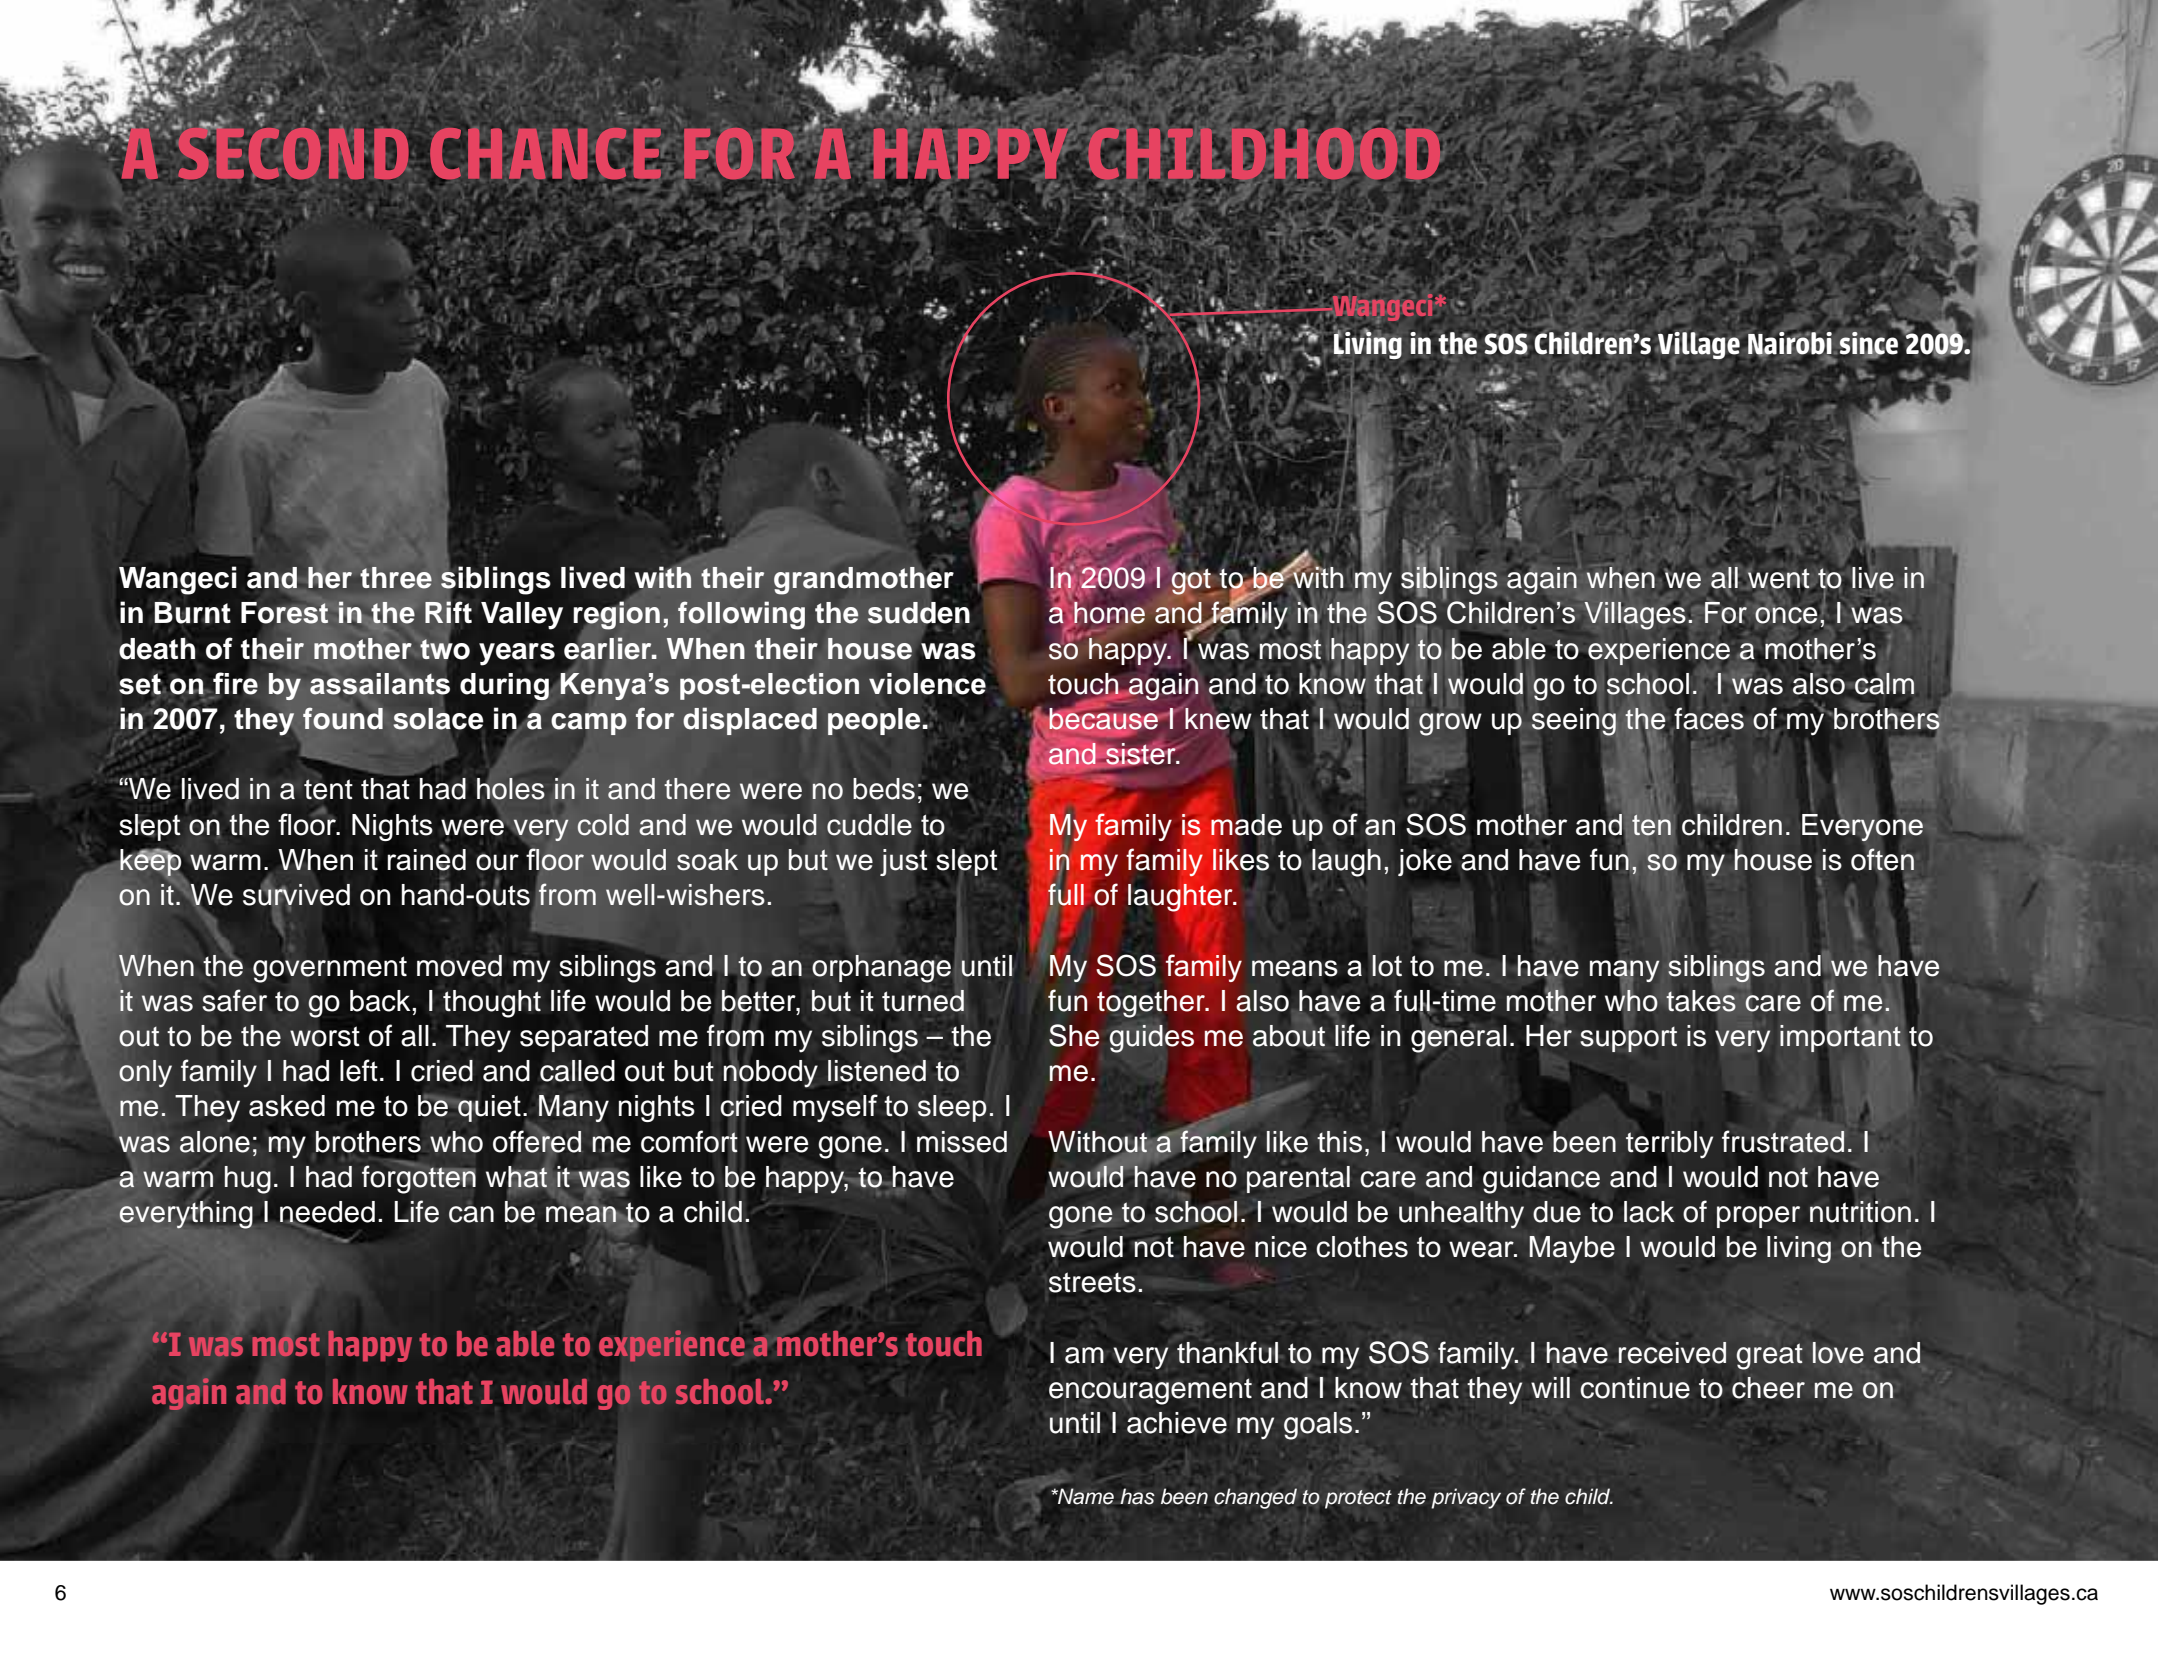 A SECOND CHANCE FOR A HAPPY CHILDHOOD
Wangeci*
Living in the SOS Children’s Village Nairobi since 2009.
Wangeci and her three siblings lived with their grandmother
in Burnt Forest in the Rift Valley region, following the sudden
death of their mother two years earlier. When their house was
set on fire by assailants during Kenya’s post-election violence
in 2007, they found solace in a camp for displaced people.
“We lived in a tent that had holes in it and there were no beds; we
slept on the floor. Nights were very cold and we would cuddle to
keep warm. When it rained our floor would soak up but we just slept
on it. We survived on hand-outs from well-wishers.
When the government moved my siblings and I to an orphanage until
it was safer to go back, I thought life would be better, but it turned
out to be the worst of all. They separated me from my siblings – the
only family I had left. I cried and called out but nobody listened to
me. They asked me to be quiet. Many nights I cried myself to sleep. I
was alone; my brothers who offered me comfort were gone. I missed
a warm hug. I had forgotten what it was like to be happy, to have
everything I needed. Life can be mean to a child.
“I was most happy to be able to experience a mother’s touch
again and to know that I would go to school.”
In 2009 I got to be with my siblings again when we all went to live in
a home and family in the SOS Children’s Villages. For once, I was
so happy. I was most happy to be able to experience a mother’s
touch again and to know that I would go to school.  I was also calm
because I knew that I would grow up seeing the faces of my brothers
and sister.
My family is made up of an SOS mother and ten children. Everyone
in my family likes to laugh, joke and have fun, so my house is often
full of laughter.
My SOS family means a lot to me. I have many siblings and we have
fun together. I also have a full-time mother who takes care of me.
She guides me about life in general. Her support is very important to
me.
Without a family like this, I would have been terribly frustrated. I
would have no parental care and guidance and I would not have
gone to school. I would be unhealthy due to lack of proper nutrition. I
would not have nice clothes to wear. Maybe I would be living on the
streets.
I am very thankful to my SOS family. I have received great love and
encouragement and I know that they will continue to cheer me on
until I achieve my goals.”
*Name has been changed to protect the privacy of the child.
6
www.soschildrensvillages.ca